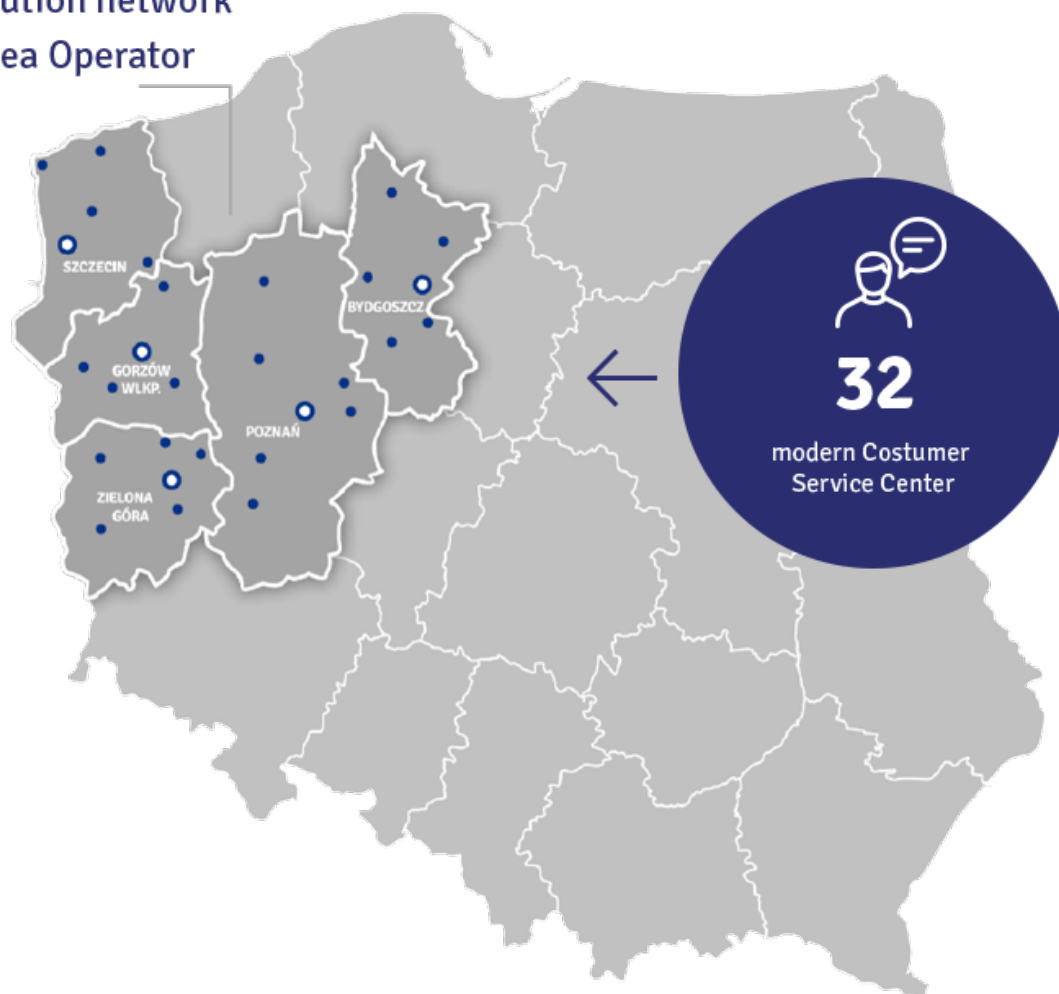 ution network
ea Operator
SZCZECIN
BYDGOSZCZ
GORZÓW
WLKP.
POZNAŃ
ZIELONA
GÓRA
32
modern Costumer
Service Center